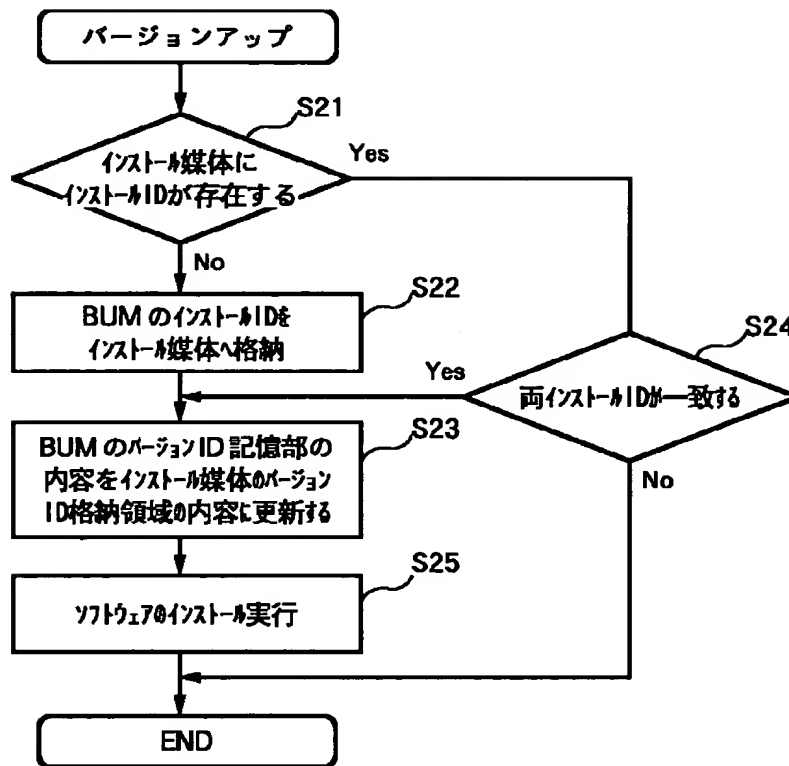 バージョンアップ
S21
インストール媒体に
インストールIDが存在する
Yes
No
S22
BUMのインストールIDを
インストール媒体へ格納
S24
両インストールIDが一致する
Yes
No
S23
BUMのバージョンID記憶部の
内容をインストール媒体のバージョン
ID格納領域の内容に更新する
S25
ソフトウェアのインストール実行
END